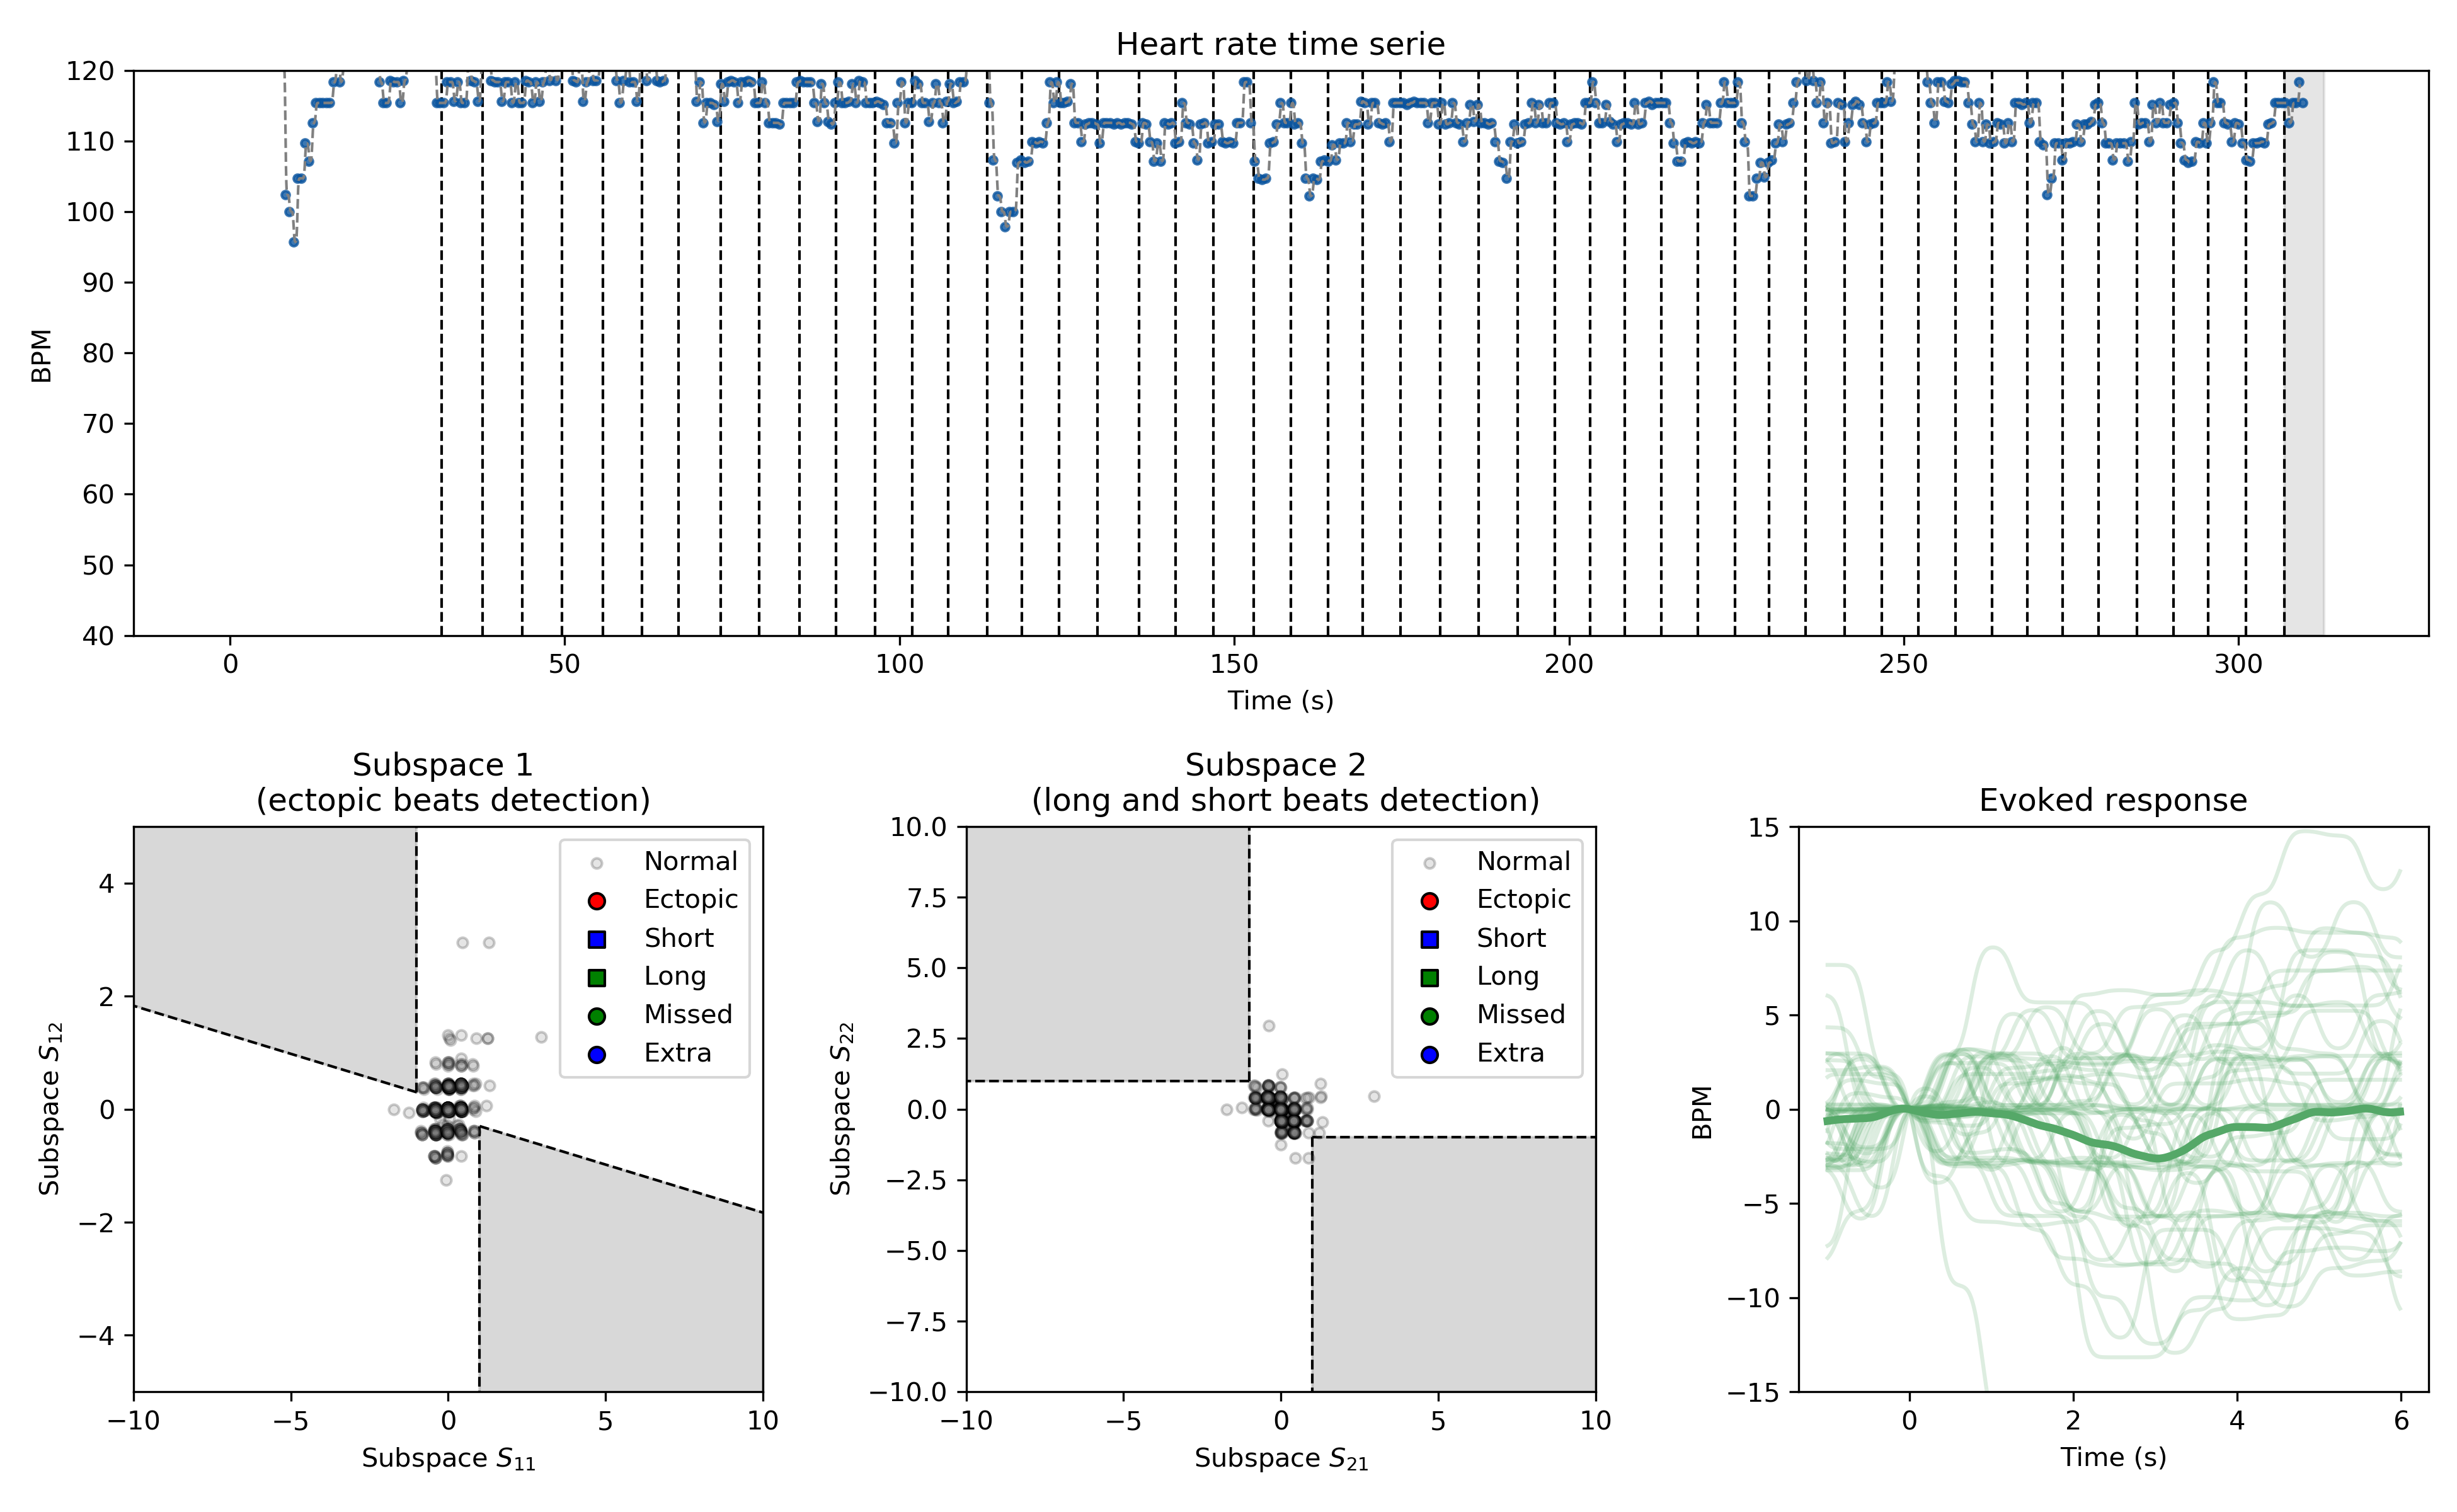 Heart rate time serie
120
110
100
90
80
70
60
50
40
BPM
0 50 100 150 200 250 300
Time (s)
Subspace 1
(ectopic beats detection)
4
2
0
−2
−4
Subspace S12
Normal
Ectopic
Short
Long
Missed
Extra
−10 −5 0 5 10
Subspace S11
Subspace 2
(long and short beats detection)
10.0
7.5
5.0
2.5
0.0
−2.5
−5.0
−7.5
−10.0
Subspace S22
Normal
Ectopic
Short
Long
Missed
Extra
−10 −5 0 5 10
Subspace S21
Evoked response
15
10
5
0
−5
−10
−15
BPM
0 2 4 6
Time (s)